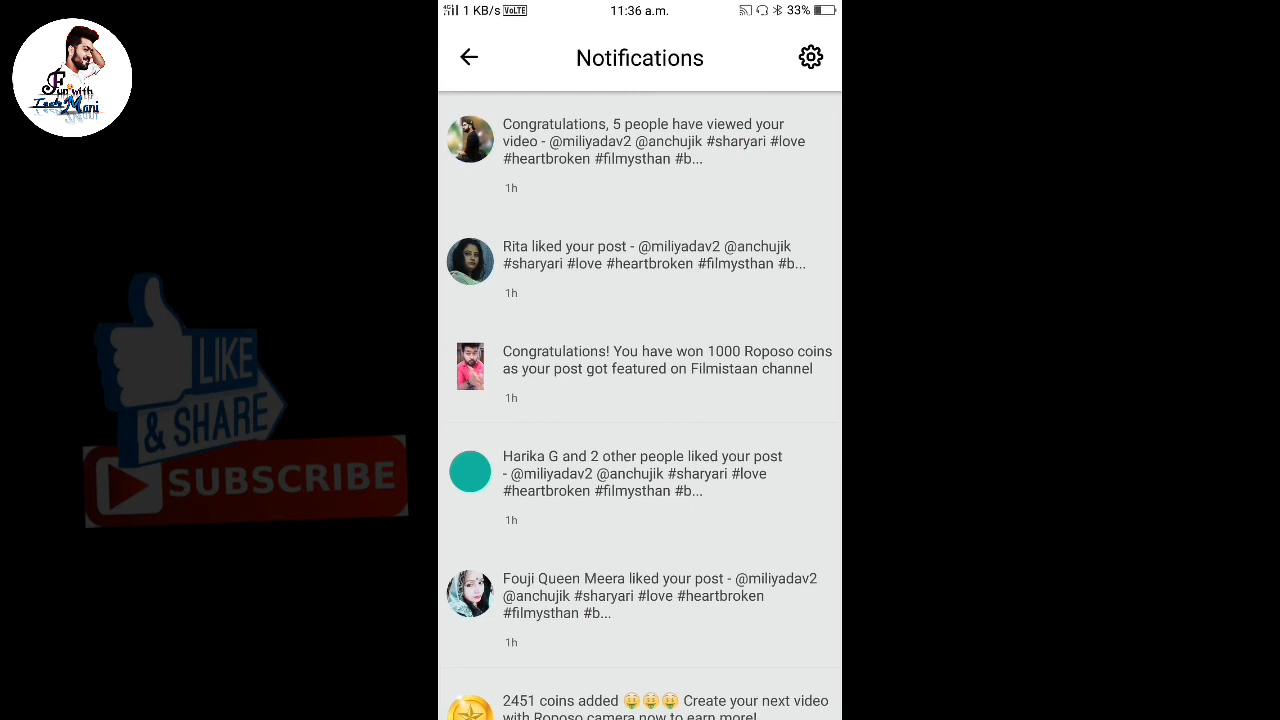 1 KB/s VoLTE 11:36 a.m. 33%
Fun with
Tech Mani
Notifications
Congratulations, 5 people have viewed your
video - @miliyadav2 @anchujik #sharyari #love
#heartbroken #filmysthan #b...
1h
Rita liked your post - @miliyadav2 @anchujik
#sharyari #love #heartbroken #filmysthan #b...
1h
Congratulations! You have won 1000 Roposo coins
as your post got featured on Filmistaan channel
1h
Harika G and 2 other people liked your post
- @miliyadav2 @anchujik #sharyari #love
#heartbroken #filmysthan #b...
1h
Fouji Queen Meera liked your post - @miliyadav2
@anchujik #sharyari #love #heartbroken
#filmysthan #b...
1h
2451 coins added 🤑🤑🤑 Create your next video
with Roposo camera now to earn more!
LIKE
& SHARE
SUBSCRIBE